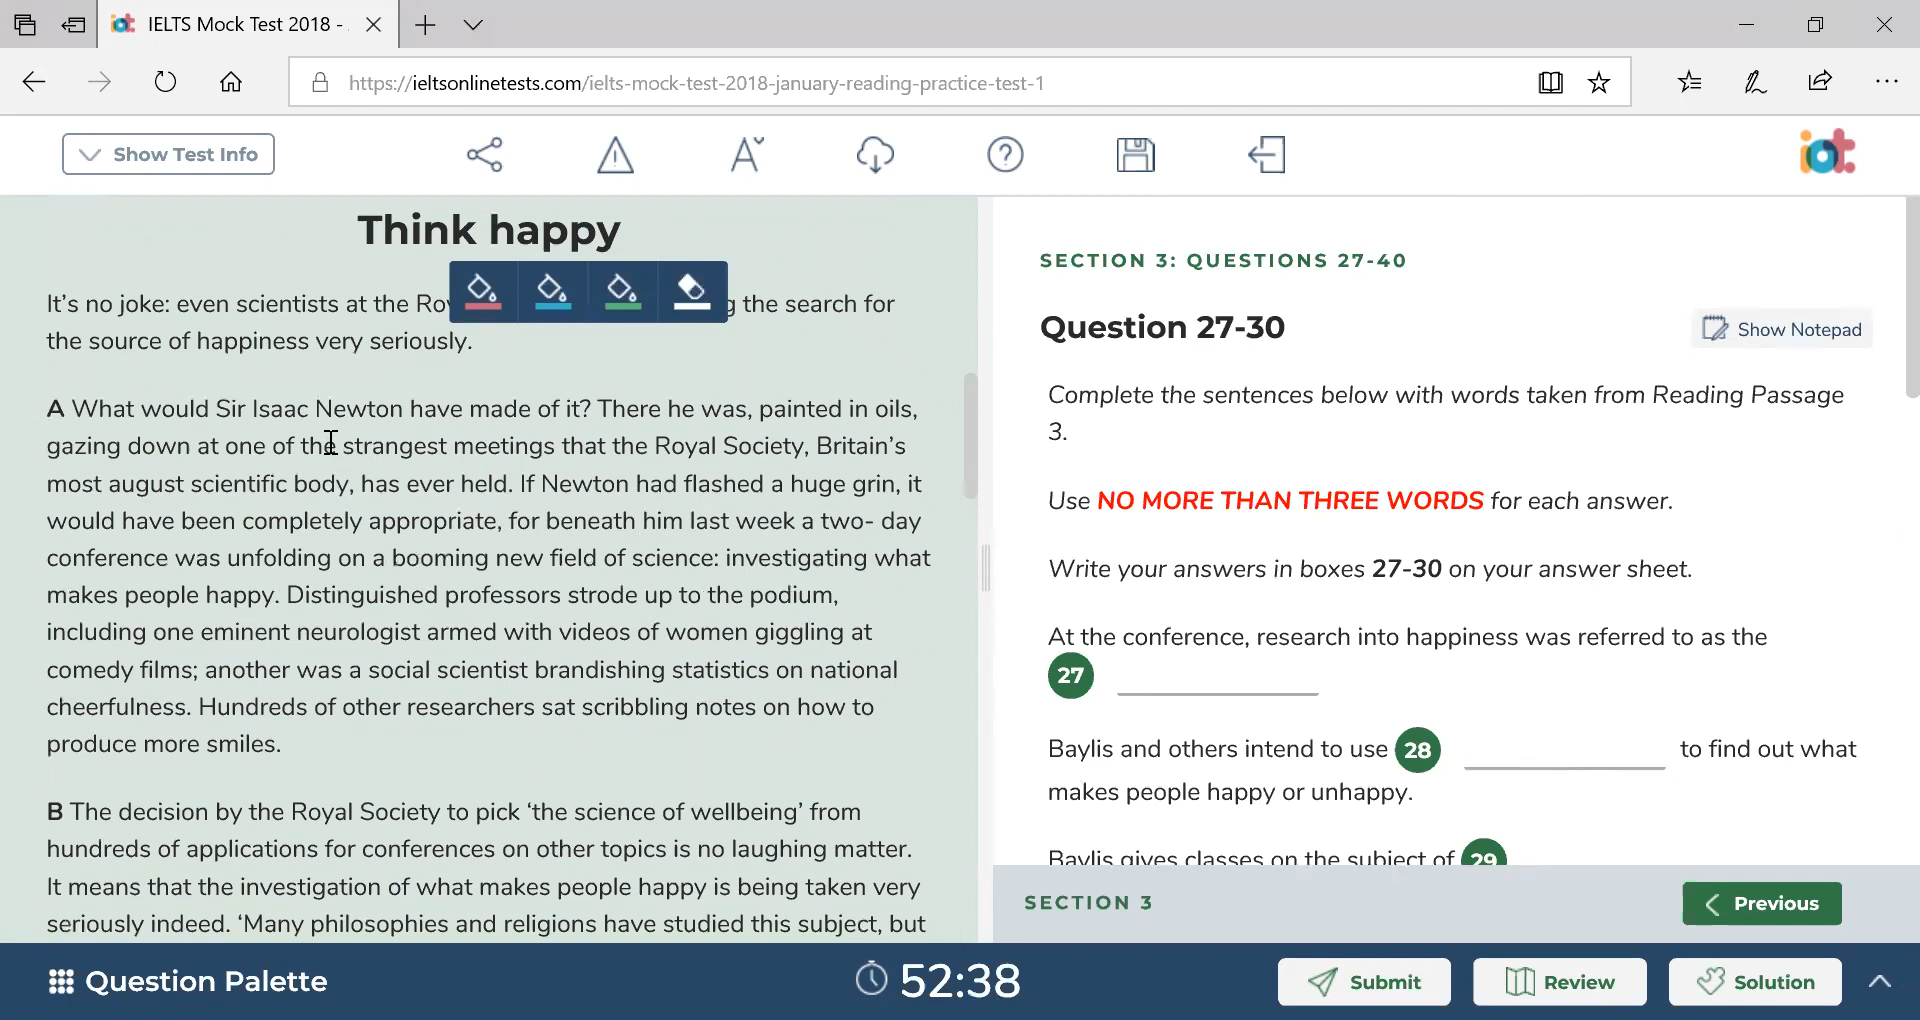 IELTS Mock Test 2018 -
https://ieltsonlinetests.com/ielts-mock-test-2018-january-reading-practice-test-1
Show Test Info
iot
Think happy
It's no joke: even scientists at the the search for
the source of happiness very seriously.
A What would Sir Isaac Newton have made of it? There he was, painted in oils,
gazing down at one of the strangest meetings that the Royal Society, Britain's
most august scientific body, has ever held. If Newton had flashed a huge grin, it
would have been completely appropriate, for beneath him last week a two- day
conference was unfolding on a booming new field of science: investigating what
makes people happy. Distinguished professors strode up to the podium,
including one eminent neurologist armed with videos of women giggling at
comedy films; another was a social scientist brandishing statistics on national
cheerfulness. Hundreds of other researchers sat scribbling notes on how to
produce more smiles.
B The decision by the Royal Society to pick ‘the science of wellbeing’ from
hundreds of applications for conferences on other topics is no laughing matter.
It means that the investigation of what makes people happy is being taken very
seriously indeed. ‘Many philosophies and religions have studied this subject, but
SECTION 3: QUESTIONS 27-40
Question 27-30
Show Notepad
Complete the sentences below with words taken from Reading Passage
3.
Use NO MORE THAN THREE WORDS for each answer.
Write your answers in boxes 27-30 on your answer sheet.
At the conference, research into happiness was referred to as the
27
Baylis and others intend to use 28 to find out what
makes people happy or unhappy.
Baylis gives classes on the subject of 29
SECTION 3
Previous
Question Palette
52:38
Submit
Review
Solution